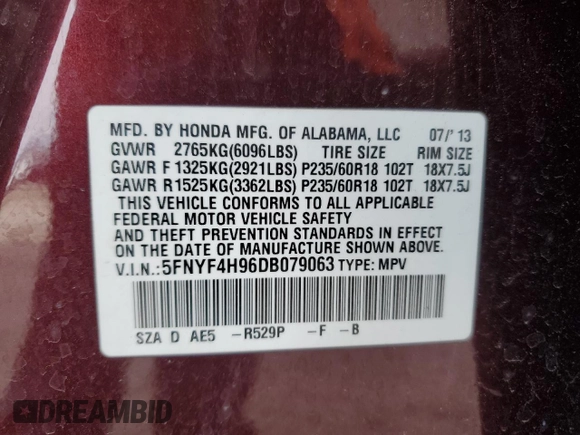 MFD. BY HONDA MFG. OF ALABAMA, LLC 07/'13
GVWR 2765KG(6096LBS) TIRE SIZE RIM SIZE
GAWR F 1325KG(2921LBS) P235/60R18 102T 18X7.5J
GAWR R 1525KG(3362LBS) P235/60R18 102T 18X7.5J
THIS VEHICLE CONFORMS TO ALL APPLICABLE
FEDERAL MOTOR VEHICLE SAFETY
AND THEFT PREVENTION STANDARDS IN EFFECT
ON THE DATE OF MANUFACTURE SHOWN ABOVE.
V.I.N.:5FNYF4H96DB079063 TYPE: MPV
SZA D AE5 -R529P -F -B
DREAMBID